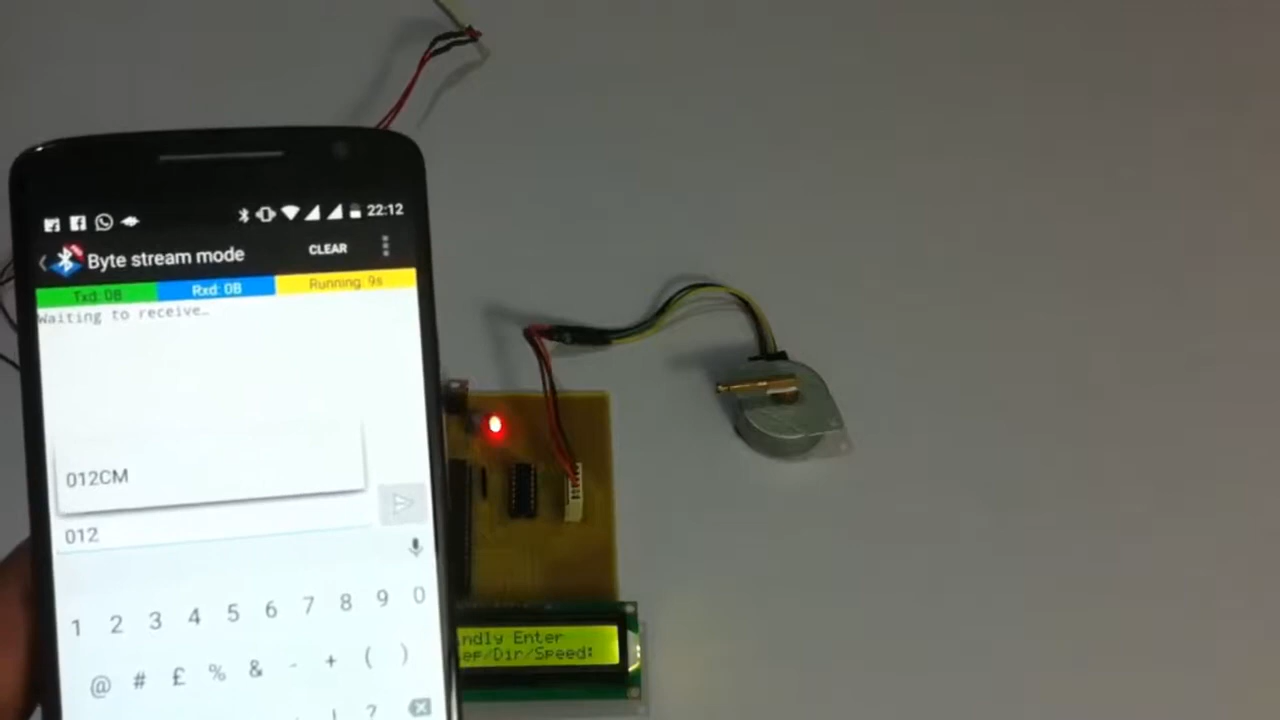 22:12
Byte stream mode CLEAR
Txd: 0B Rxd: 0B Running: 9s
Waiting to receive…
012CM
012
1 2 3 4 5 6 7 8 9 0
@ # £ % & - + ( )
! ?
ndly Enter
ep/Dir/Speed: